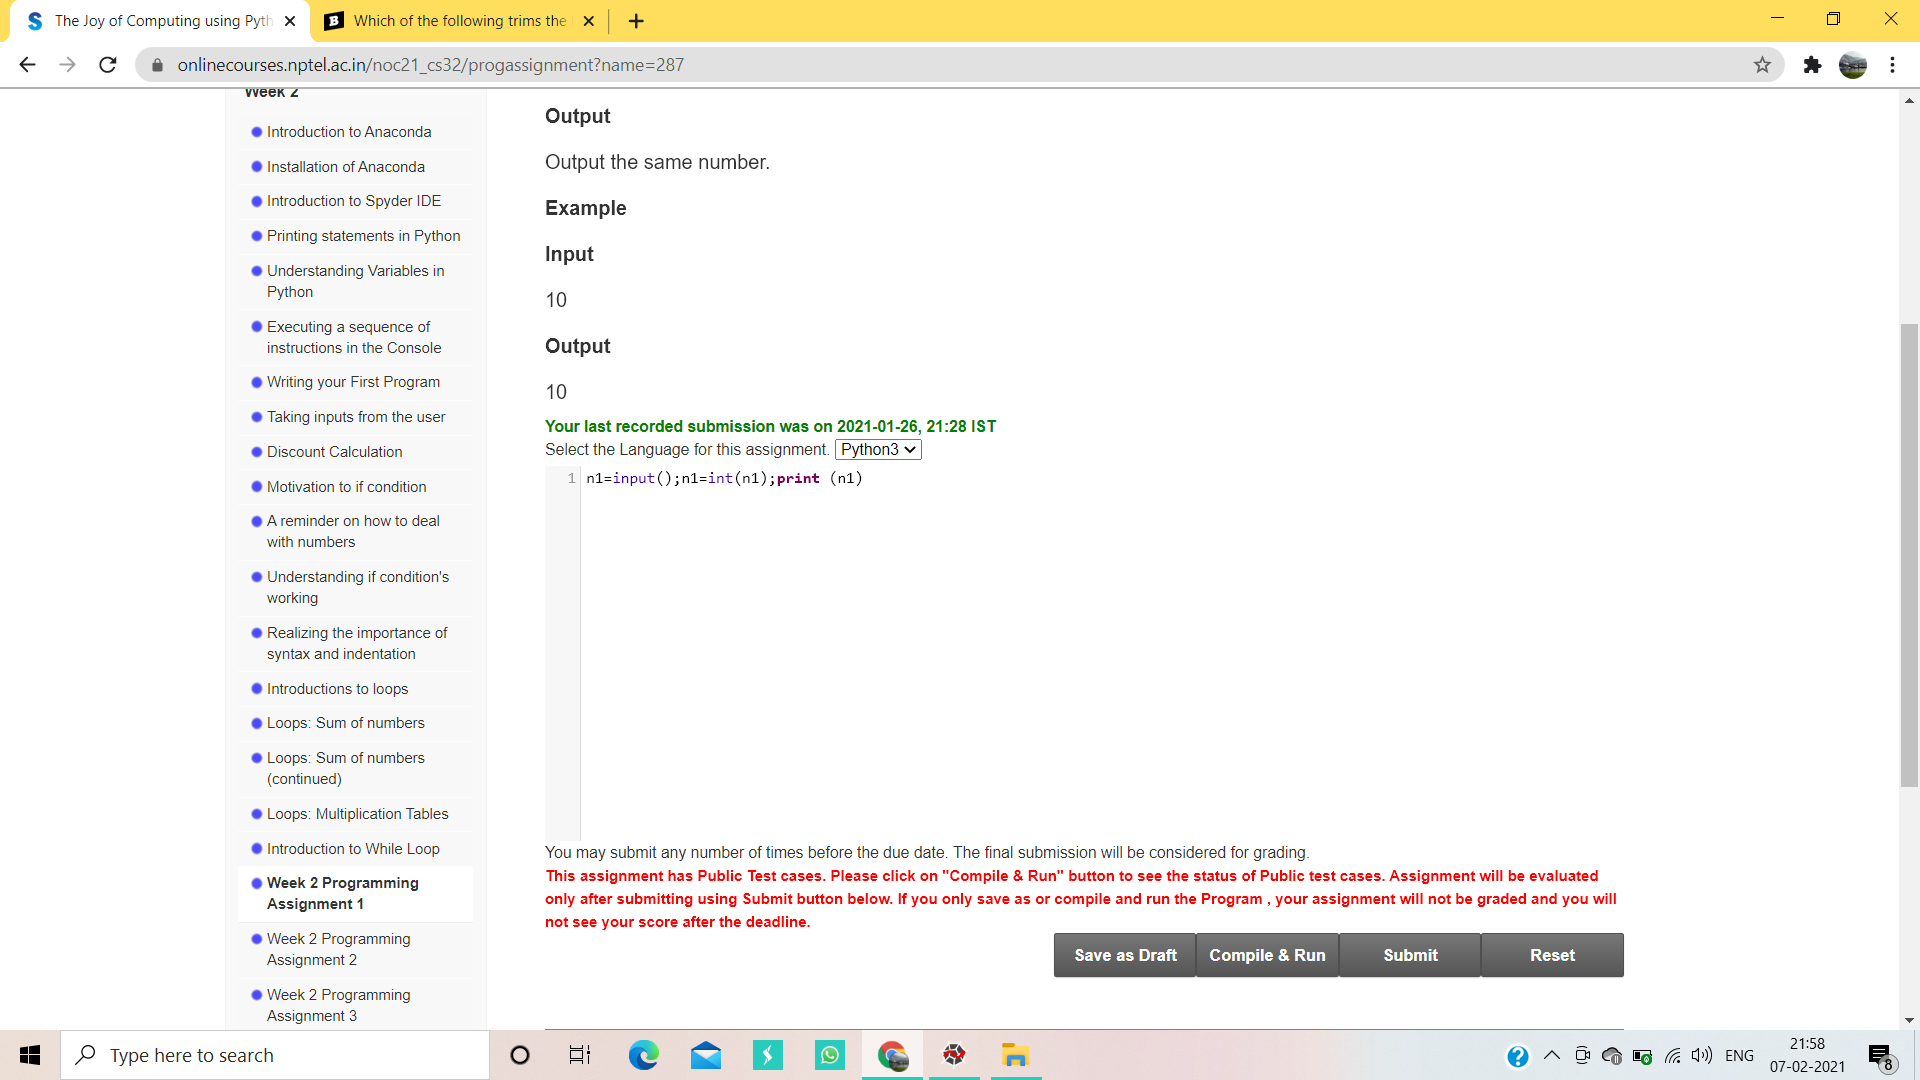 The Joy of Computing using Pyth
Which of the following trims the
onlinecourses.nptel.ac.in/noc21_cs32/progassignment?name=287
Week 2
Introduction to Anaconda
Installation of Anaconda
Introduction to Spyder IDE
Printing statements in Python
Understanding Variables in
Python
Executing a sequence of
instructions in the Console
Writing your First Program
Taking inputs from the user
Discount Calculation
Motivation to if condition
A reminder on how to deal
with numbers
Understanding if condition's
working
Realizing the importance of
syntax and indentation
Introductions to loops
Loops: Sum of numbers
Loops: Sum of numbers
(continued)
Loops: Multiplication Tables
Introduction to While Loop
Week 2 Programming
Assignment 1
Week 2 Programming
Assignment 2
Week 2 Programming
Assignment 3
Output
Output the same number.
Example
Input
10
Output
10
Your last recorded submission was on 2021-01-26, 21:28 IST
Select the Language for this assignment. Python3
1 n1=input();n1=int(n1);print (n1)
You may submit any number of times before the due date. The final submission will be considered for grading.
This assignment has Public Test cases. Please click on "Compile & Run" button to see the status of Public test cases. Assignment will be evaluated
only after submitting using Submit button below. If you only save as or compile and run the Program , your assignment will not be graded and you will
not see your score after the deadline.
Save as Draft Compile & Run Submit Reset
Type here to search
ENG
21:58
07-02-2021
8